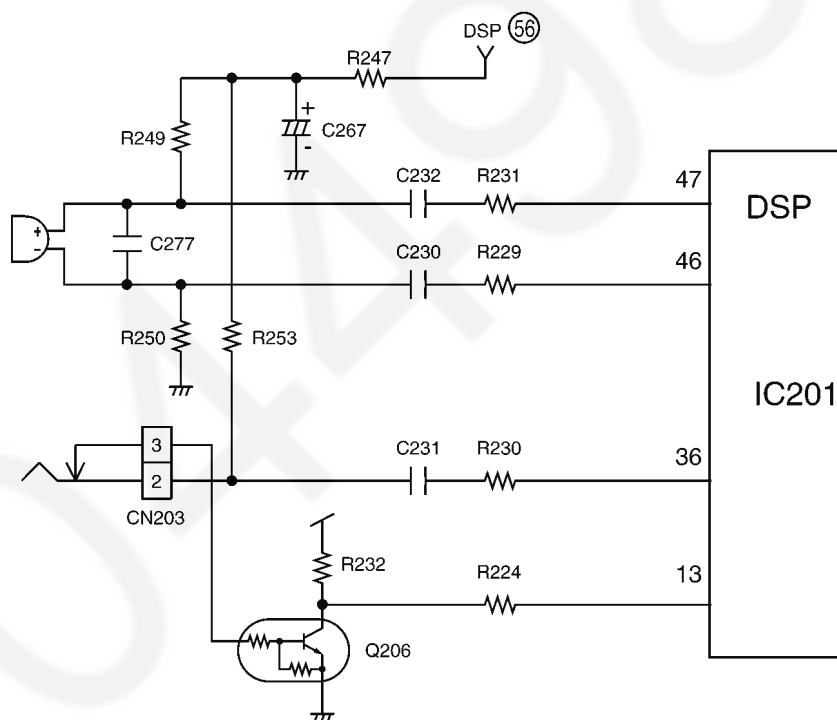 DSP 56
R247
R249
+
C267
-
C232
R231
47
DSP
+
-
C277
C230
R229
46
R250
R253
IC201
3
C231
R230
36
2
CN203
R232
R224
13
Q206